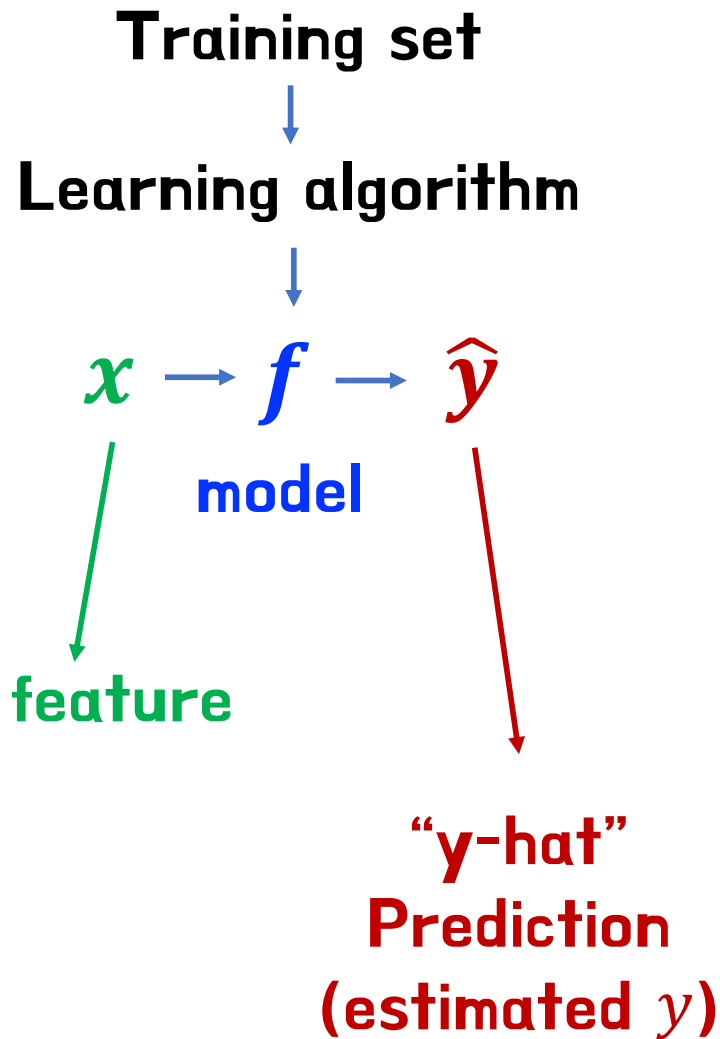 Training set
Learning algorithm
x f ŷ
model
feature
“y-hat”
Prediction
(estimated y)